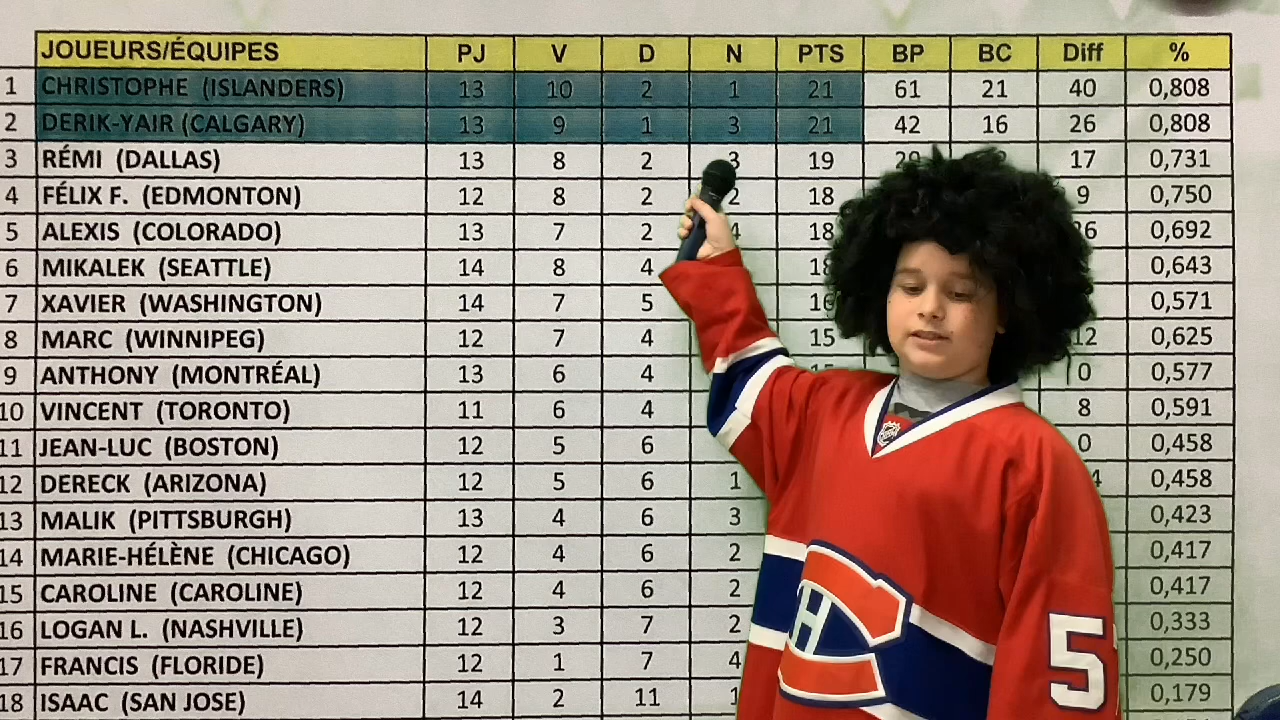 JOUEURS/ÉQUIPES PJ V D N PTS BP BC Diff %
1 CHRISTOPHE (ISLANDERS) 13 10 2 1 21 61 21 40 0,808
2 DERIK-YAIR (CALGARY) 13 9 1 3 21 42 16 26 0,808
3 RÉMI (DALLAS) 13 8 2 3 19 17 0,731
4 FÉLIX F. (EDMONTON) 12 8 2 2 18 9 0,750
5 ALEXIS (COLORADO) 13 7 2 4 18 0,692
6 MIKALEK (SEATTLE) 14 8 4 18 0,643
7 XAVIER (WASHINGTON) 14 7 5 16 0,571
8 MARC (WINNIPEG) 12 7 4 15 12 0,625
9 ANTHONY (MONTRÉAL) 13 6 4 0 0,577
10 VINCENT (TORONTO) 11 6 4 8 0,591
11 JEAN-LUC (BOSTON) 12 5 6 0 0,458
12 DERECK (ARIZONA) 12 5 6 1 0,458
13 MALIK (PITTSBURGH) 13 4 6 3 0,423
14 MARIE-HÉLÈNE (CHICAGO) 12 4 6 2 0,417
15 CAROLINE (CAROLINE) 12 4 6 2 0,417
16 LOGAN L. (NASHVILLE) 12 3 7 2 0,333
17 FRANCIS (FLORIDE) 12 1 7 4 0,250
18 ISAAC (SAN JOSE) 14 2 11 1 0,179
CH
5